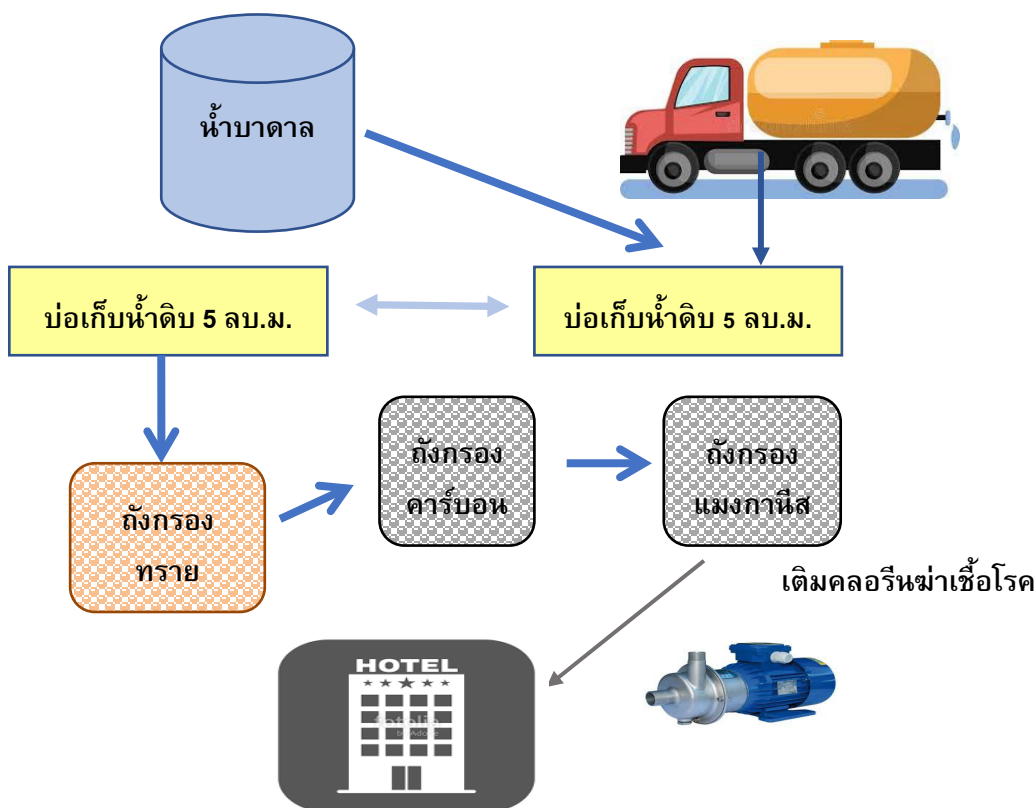 น้ำบาดาล
บ่อเก็บน้ำดิบ 5 ลบ.ม.
บ่อเก็บน้ำดิบ 5 ลบ.ม.
ถังกรอง
ทราย
ถังกรอง
คาร์บอน
ถังกรอง
แมงกานีส
เติมคลอรีนฆ่าเชื้อโรค
HOTEL
fotolia
by Adobe